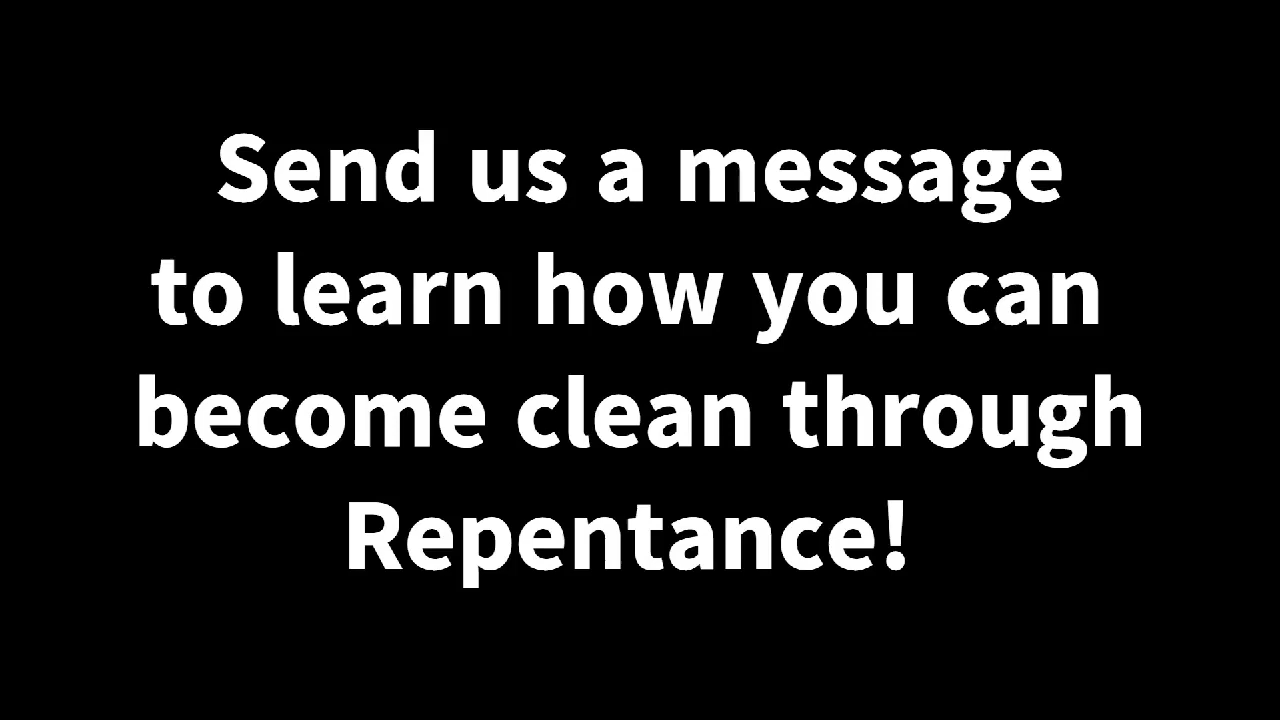 Send us a message
to learn how you can
become clean through
Repentance!